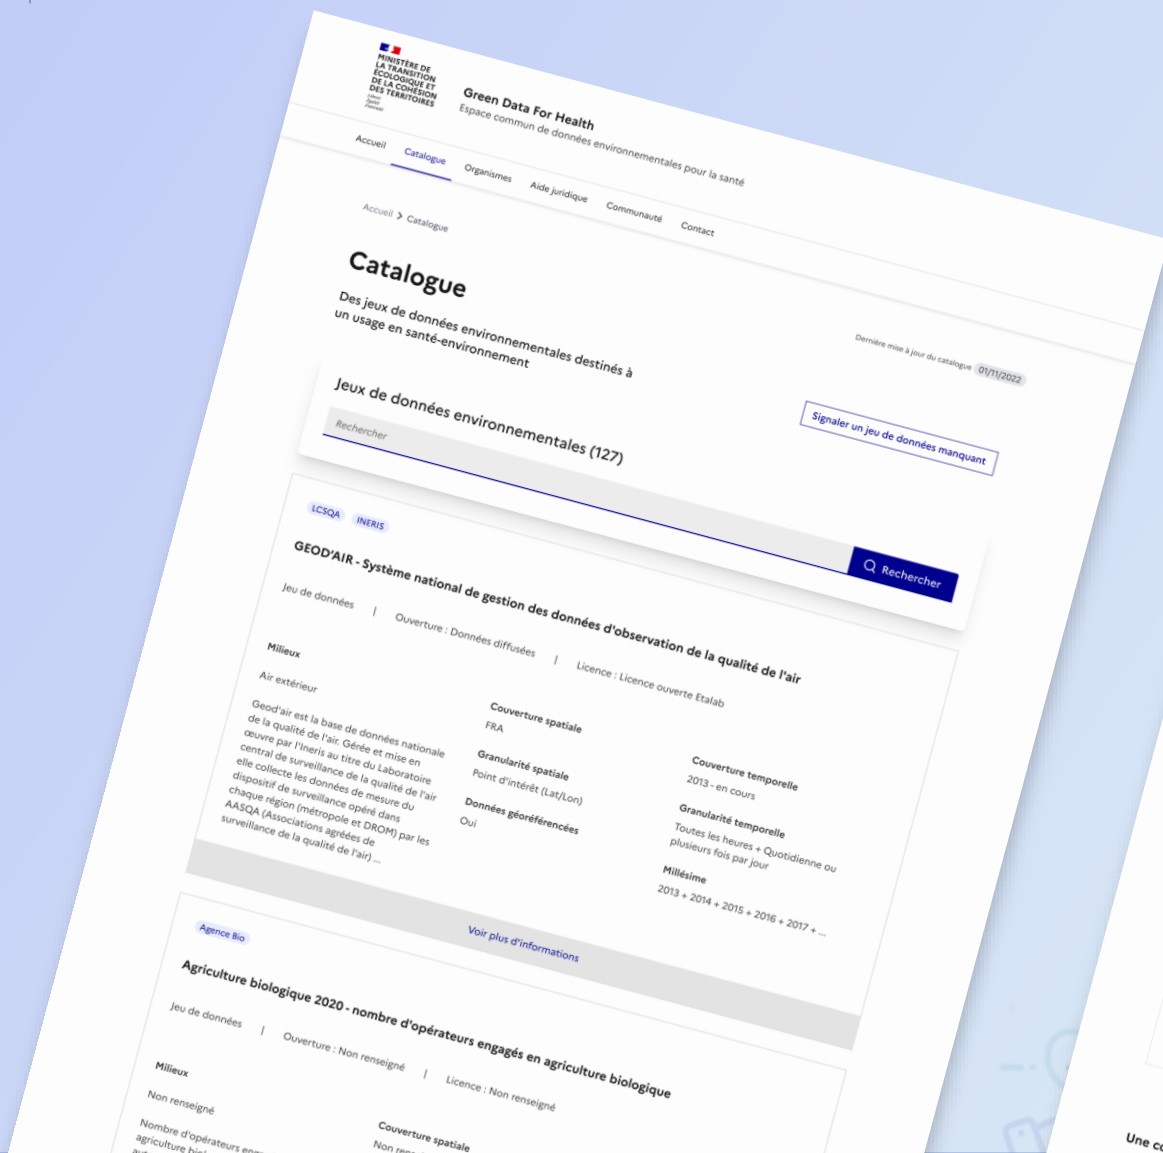 MINISTÈRE DE
LA TRANSITION
ÉCOLOGIQUE ET
DE LA COHÉSION
DES TERRITOIRES
Liberté
Égalité
Fraternité
Green Data For Health
Espace commun de données environnementales pour la santé
Accueil
Catalogue
Organismes
Aide juridique
Communauté
Contact
Accueil > Catalogue
Catalogue
Des jeux de données environnementales destinés à
un usage en santé-environnement
Dernière mise à jour du catalogue 01/11/2022
Signaler un jeu de données manquant
Jeux de données environnementales (127)
Rechercher
Rechercher
LCSQA
INERIS
GEOD'AIR - Système national de gestion des données d'observation de la qualité de l'air
Jeu de données | Ouverture : Données diffusées | Licence : Licence ouverte Etalab
Milieux
Air extérieur
Geod'air est la base de données nationale
de la qualité de l'air. Gérée et mise en
œuvre par l'Ineris au titre du Laboratoire
central de surveillance de la qualité de l'air
elle collecte les données de mesure du
dispositif de surveillance opéré dans
chaque région (métropole et DROM) par les
AASQA (Associations agréées de
surveillance de la qualité de l'air) ...
Couverture spatiale
FRA
Granularité spatiale
Point d'intérêt (Lat/Lon)
Données géoréférencées
Oui
Couverture temporelle
2013 - en cours
Granularité temporelle
Toutes les heures + Quotidienne ou
plusieurs fois par jour
Millésime
2013 + 2014 + 2015 + 2016 + 2017 + ...
Voir plus d'informations
Agence Bio
Agriculture biologique 2020 - nombre d'opérateurs engagés en agriculture biologique
Jeu de données | Ouverture : Non renseigné | Licence : Non renseigné
Milieux
Non renseigné
Nombre d'opérateurs
agriculture
Couverture spatiale
Non
Une